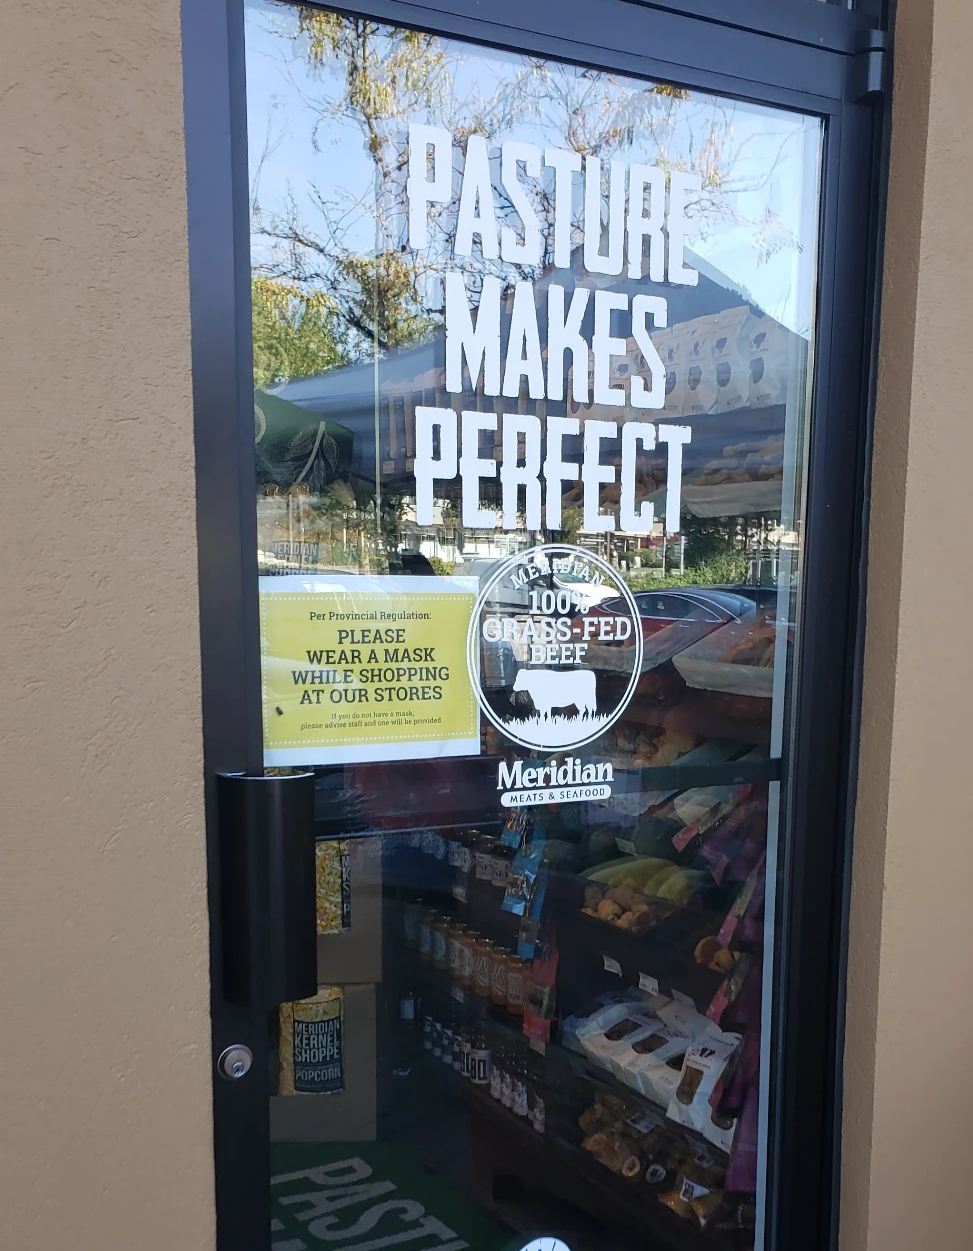 PASTURE
MAKES
PERFECT
MERIDIAN
Per Provincial Regulation:
PLEASE
WEAR A MASK
WHILE SHOPPING
AT OUR STORES
If you do not have a mask,
please advise staff and one will be provided
MERIDIAN
100%
GRASS-FED
BEEF
Meridian
MEATS & SEAFOOD
MERIDIAN
KERNEL
SHOPPE
POPCORN
PAST